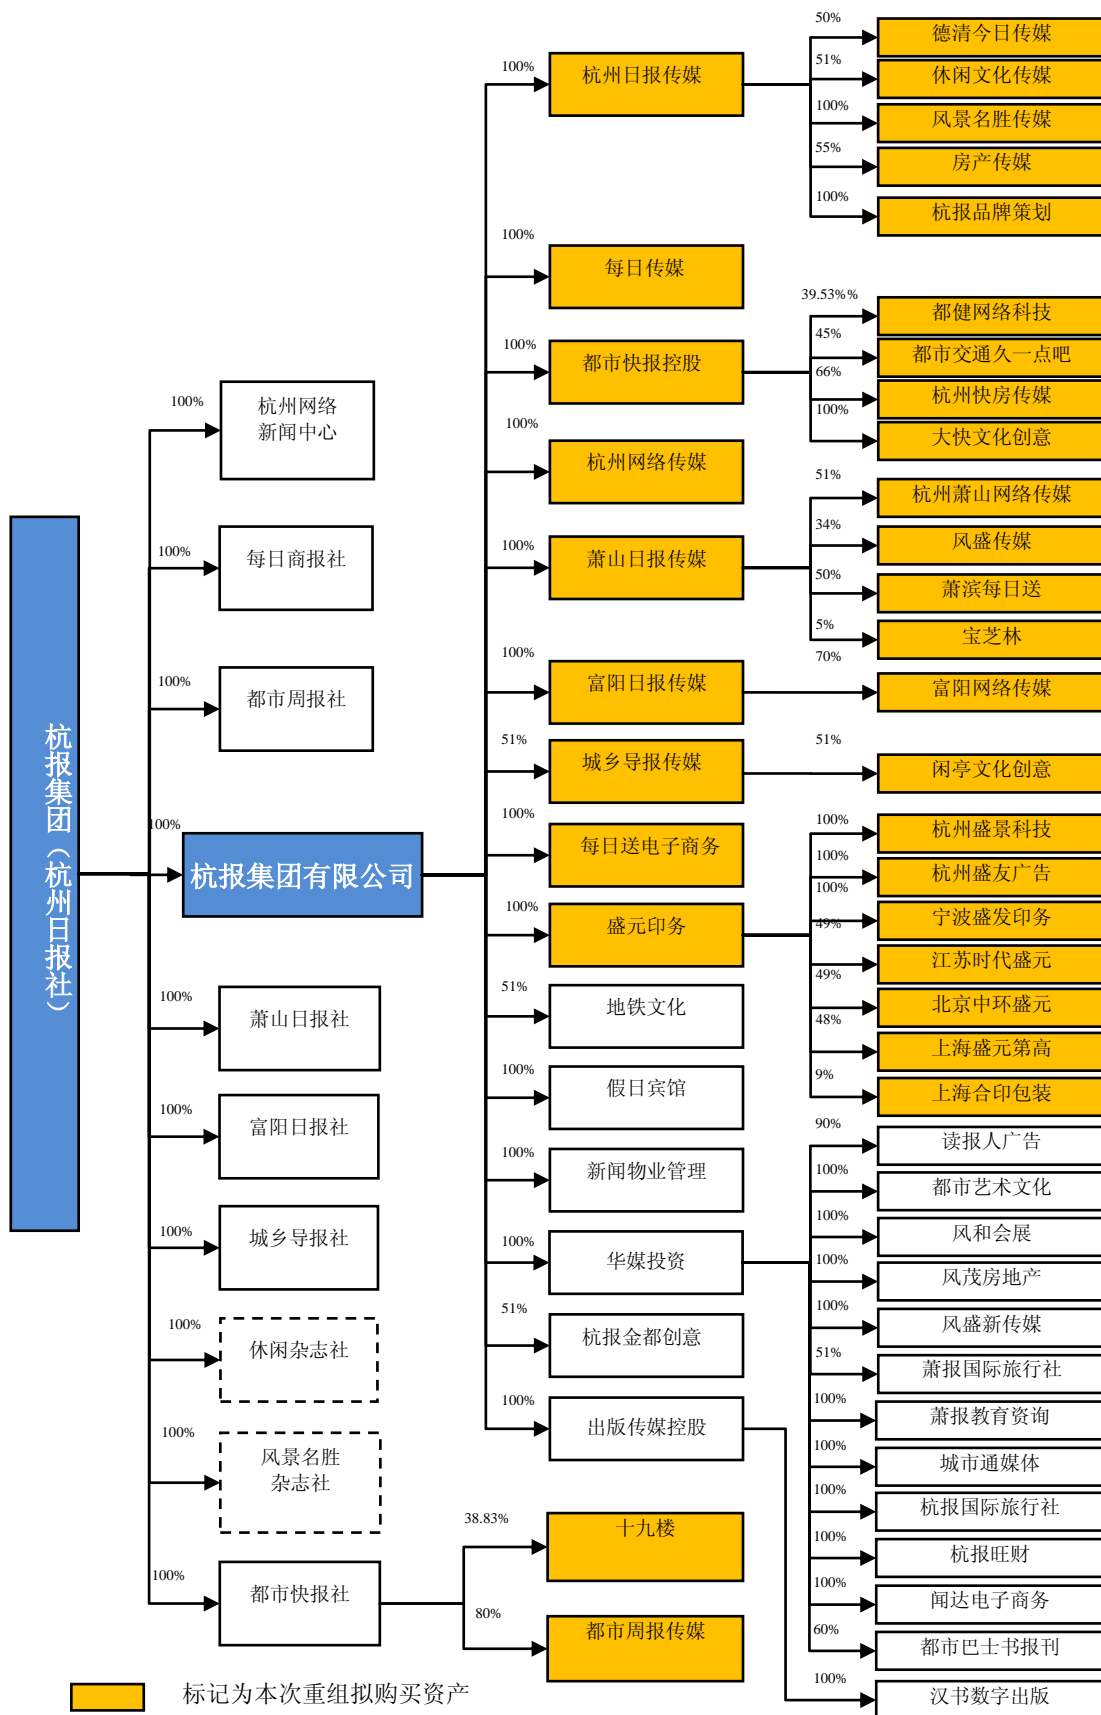 杭报集团（杭州日报社）
100%
杭州网络
新闻中心
100%
每日商报社
100%
都市周报社
100%
杭报集团有限公司
100%
萧山日报社
100%
富阳日报社
100%
城乡导报社
100%
休闲杂志社
100%
风景名胜
杂志社
100%
都市快报社
100%
杭州日报传媒
100%
每日传媒
100%
都市快报控股
100%
杭州网络传媒
100%
萧山日报传媒
100%
富阳日报传媒
51%
城乡导报传媒
100%
每日送电子商务
100%
盛元印务
51%
地铁文化
100%
假日宾馆
100%
新闻物业管理
100%
华媒投资
51%
杭报金都创意
100%
出版传媒控股
38.83%
十九楼
80%
都市周报传媒
50%
德清今日传媒
51%
休闲文化传媒
100%
风景名胜传媒
55%
房产传媒
100%
杭报品牌策划
39.53%%
都健网络科技
45%
都市交通久一点吧
66%
杭州快房传媒
100%
大快文化创意
51%
杭州萧山网络传媒
34%
风盛传媒
50%
萧滨每日送
5%
宝芝林
70%
富阳网络传媒
51%
闲亭文化创意
100%
杭州盛景科技
100%
杭州盛友广告
100%
宁波盛发印务
49%
江苏时代盛元
49%
北京中环盛元
48%
上海盛元第高
9%
上海合印包装
90%
读报人广告
100%
都市艺术文化
100%
风和会展
100%
风茂房地产
100%
风盛新传媒
51%
萧报国际旅行社
100%
萧报教育资询
100%
城市通媒体
100%
杭报国际旅行社
100%
杭报旺财
100%
闻达电子商务
60%
都市巴士书报刊
100%
汉书数字出版
标记为本次重组拟购买资产